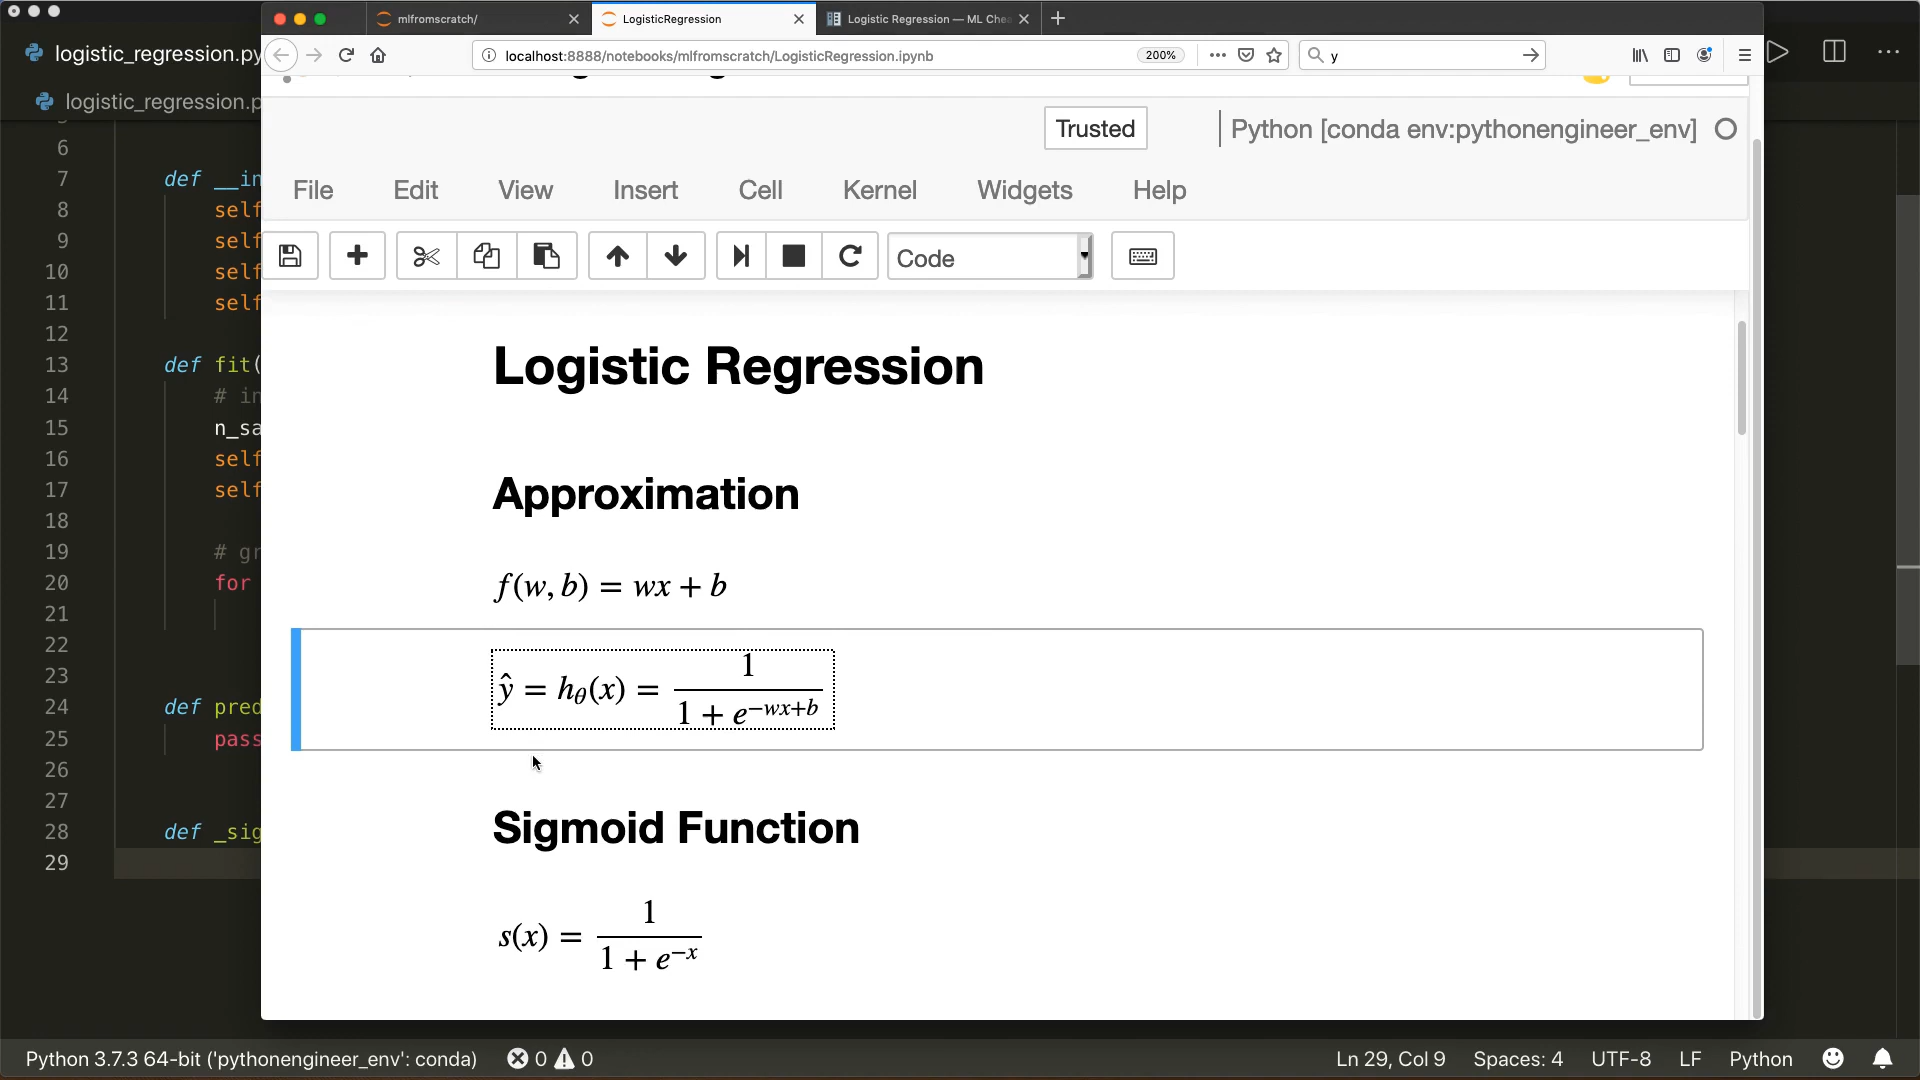 mlfromscratch/
LogisticRegression
Logistic Regression — ML Chea
localhost:8888/notebooks/mlfromscratch/LogisticRegression.ipynb
200%
y
logistic_regression.py
logistic_regression.p
Trusted
Python [conda env:pythonengineer_env]
File Edit View Insert Cell Kernel Widgets Help
Code
Logistic Regression
Approximation
f(w, b) = wx + b
ŷ = hθ(x) = 1 / (1 + e^(−wx+b))
Sigmoid Function
s(x) = 1 / (1 + e^(−x))
6
7 def __in
8 self
9 self
10 self
11 self
12
13 def fit(
14 # in
15 n_sa
16 self
17 self
18
19 # gr
20 for
21
22
23
24 def pred
25 pass
26
27
28 def _sig
29
Python 3.7.3 64-bit ('pythonengineer_env': conda) 0 0 Ln 29, Col 9 Spaces: 4 UTF-8 LF Python